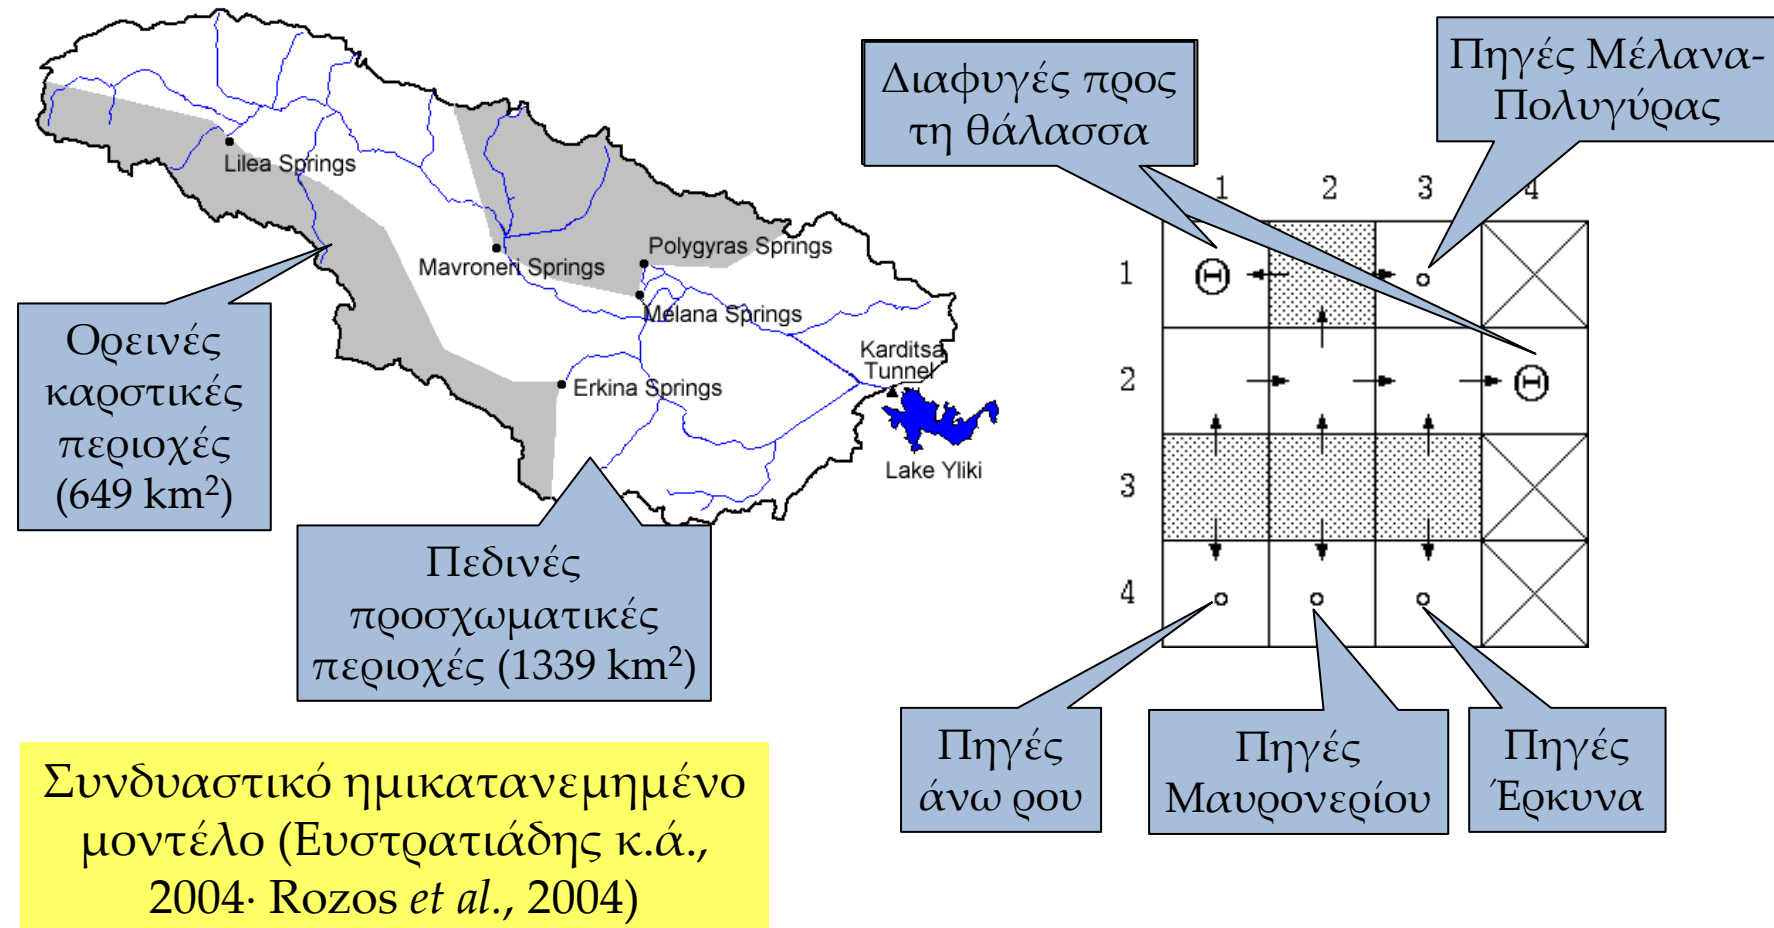 Διαφυγές προς
τη θάλασσα
Πηγές Μέλανα-
Πολυγύρας
Lilea Springs
Mavroneri Springs
Polygyras Springs
Melana Springs
Erkina Springs
Karditsa
Tunnel
Lake Yliki
Ορεινές
καρστικές
περιοχές
(649 km²)
Πεδινές
προσχωματικές
περιοχές (1339 km²)
1 2 3 4
1
Θ
2
Θ
3
4
Πηγές
άνω ρου
Πηγές
Μαυρονερίου
Πηγές
Έρκυνα
Συνδυαστικό ημικατανεμημένο
μοντέλο (Ευστρατιάδης κ.ά.,
2004· Rozos et al., 2004)